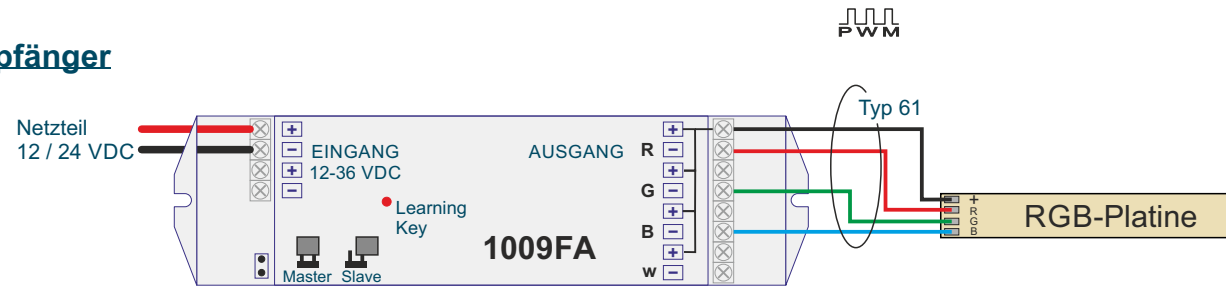 PWM
pfänger
Typ 61
Netzteil
12 / 24 VDC
+
- EINGANG
+ 12-36 VDC
-
AUSGANG
+
R -
+
G -
+
B -
+
w -
Learning
Key
1009FA
Master Slave
+
R
G
B
RGB-Platine